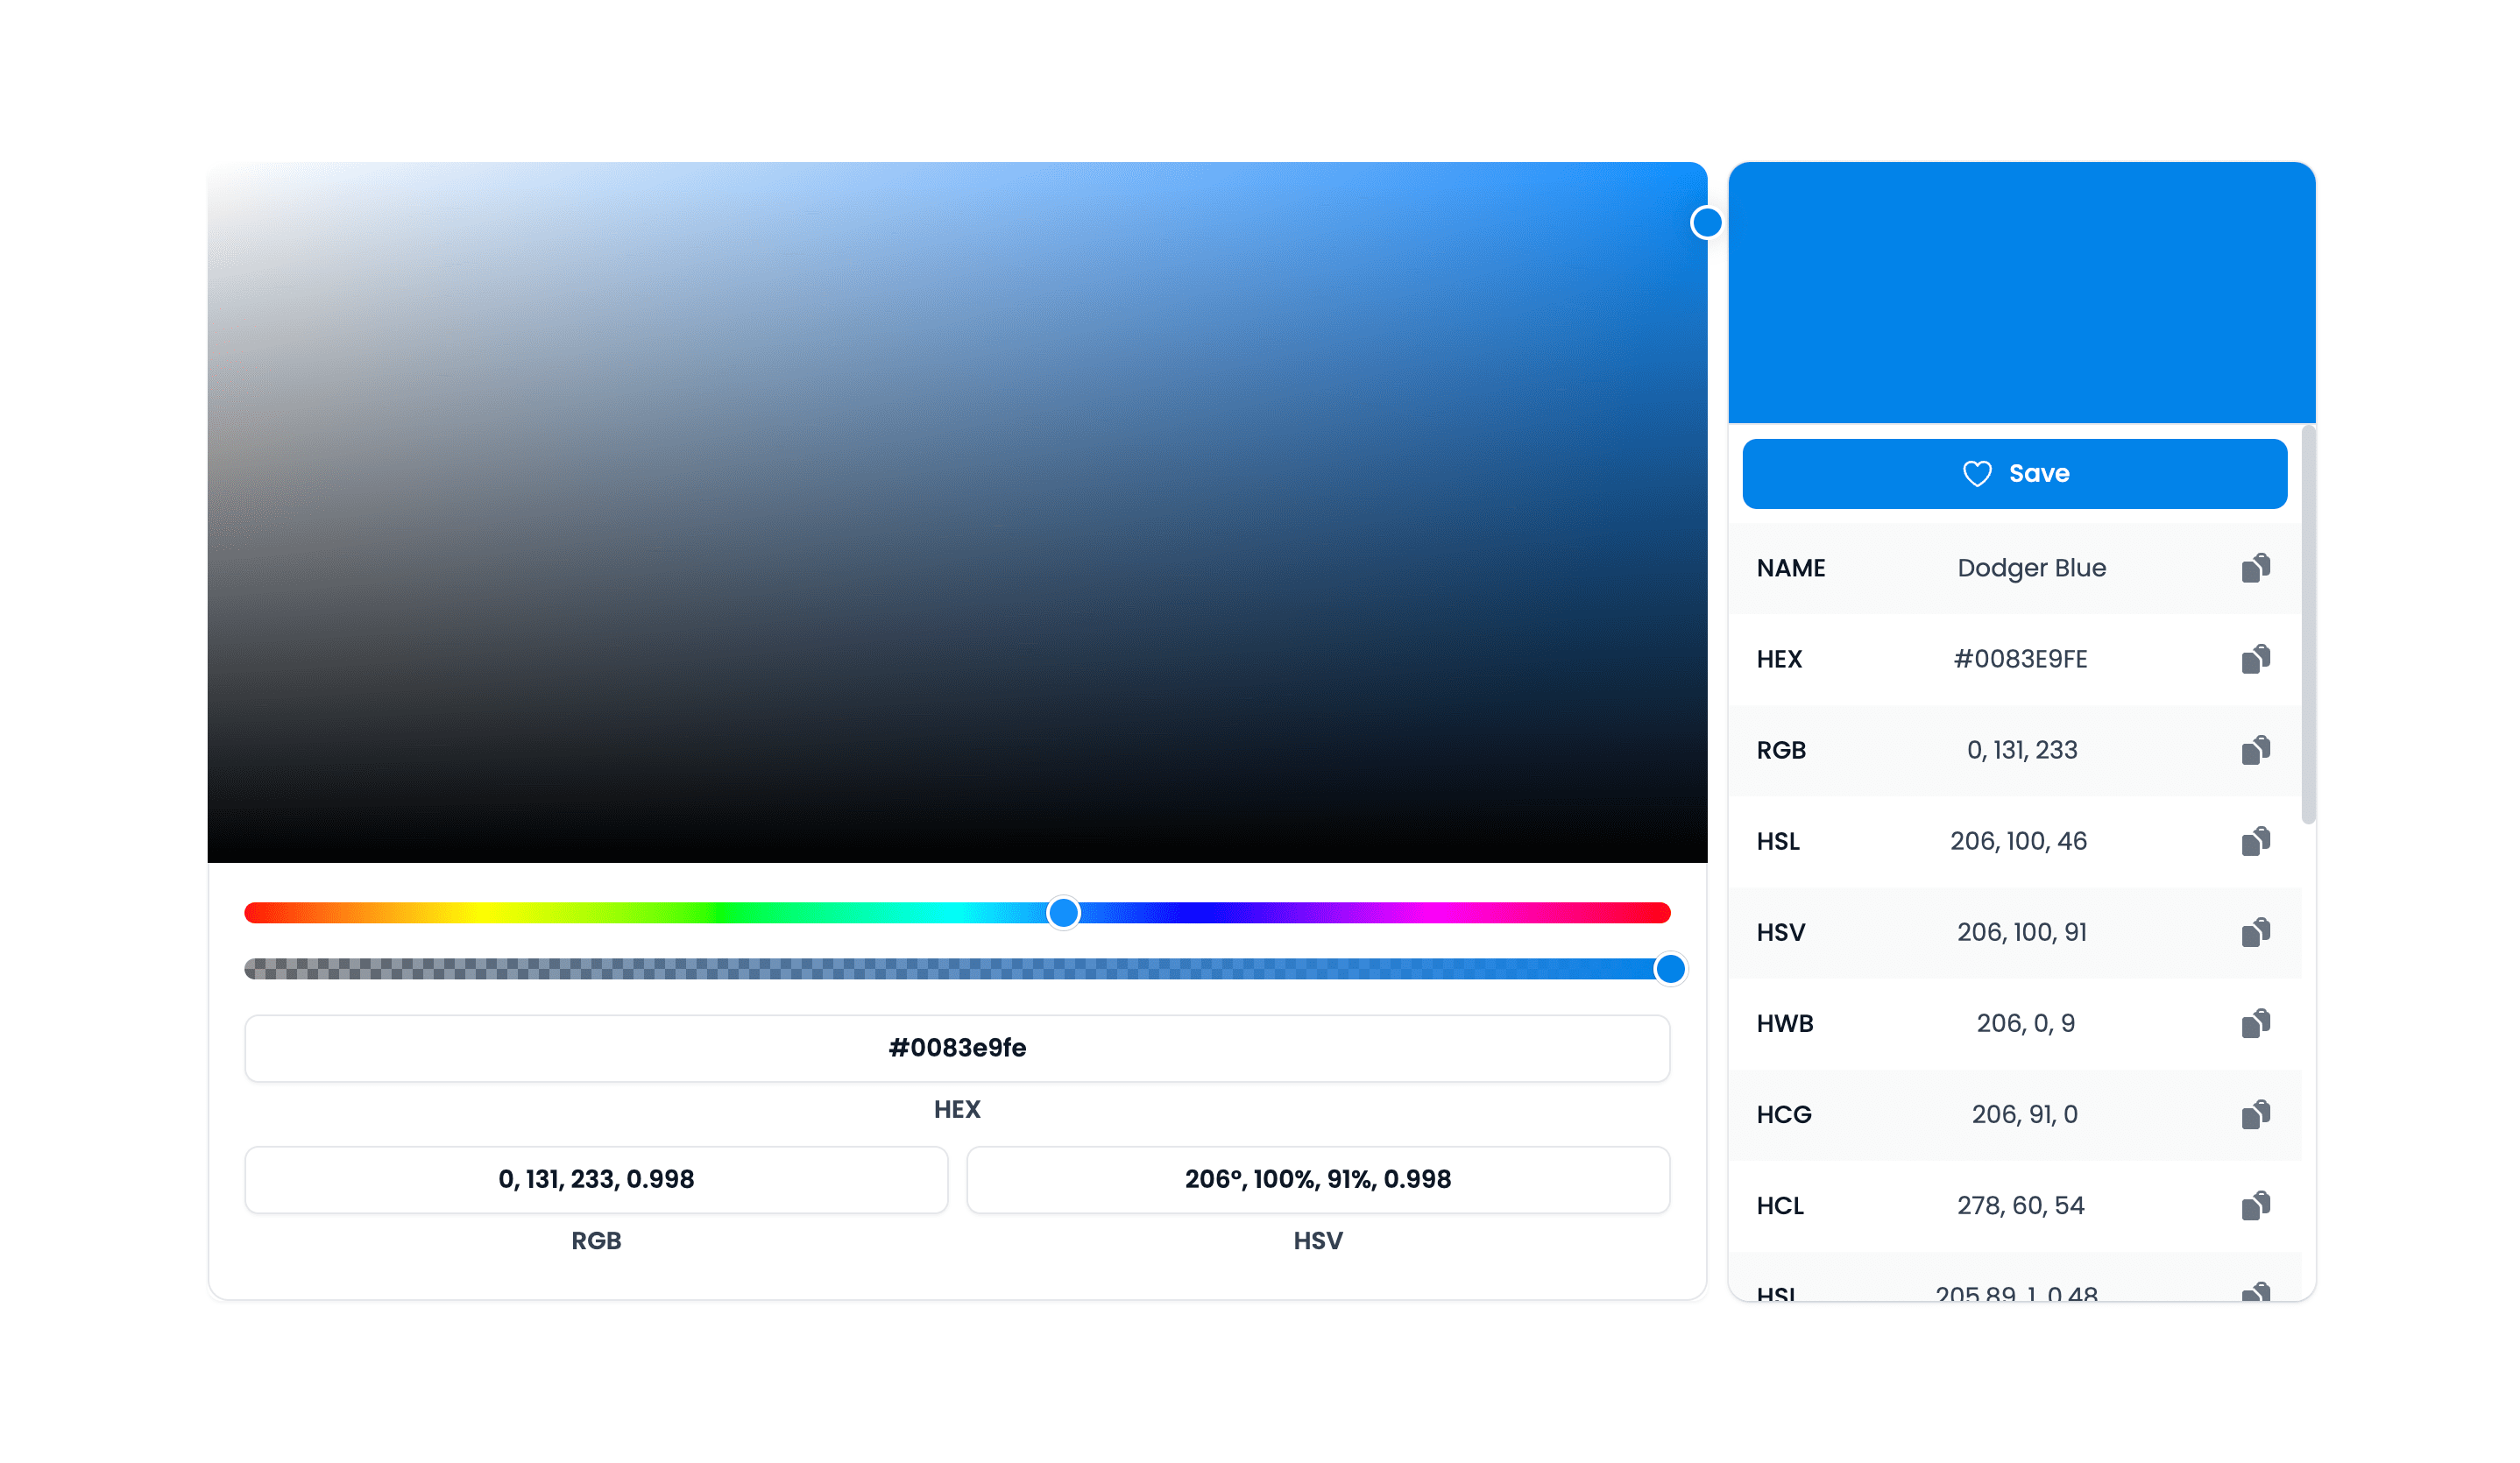 #0083e9fe
HEX
0, 131, 233, 0.998
RGB
206°, 100%, 91%, 0.998
HSV
Save
NAME Dodger Blue
HEX #0083E9FE
RGB 0, 131, 233
HSL 206, 100, 46
HSV 206, 100, 91
HWB 206, 0, 9
HCG 206, 91, 0
HCL 278, 60, 54
HSL 205.89, 1, 0.48